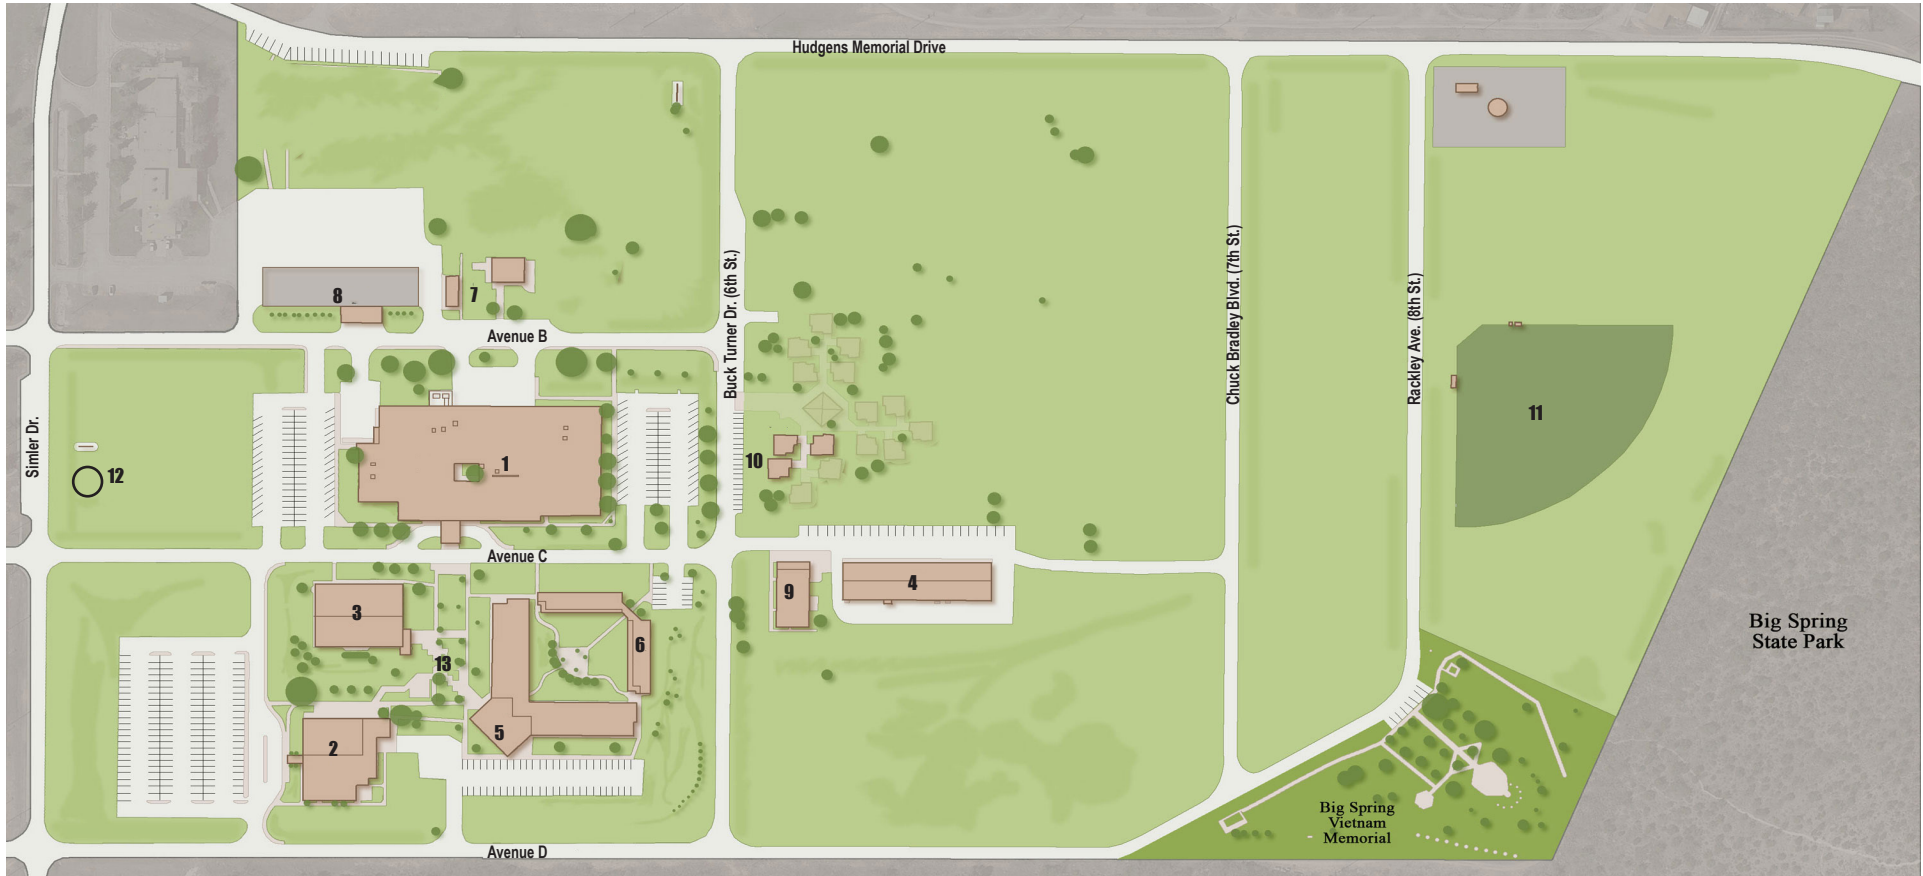 Hudgens Memorial Drive
8
7
Avenue B
Buck Turner Dr. (6th St.)
Chuck Bradley Blvd. (7th St.)
Rackley Ave. (8th St.)
Simler Dr.
12
1
10
11
Avenue C
3
13
6
9
4
2
5
Big Spring
State Park
Big Spring
Vietnam
Memorial
Avenue D